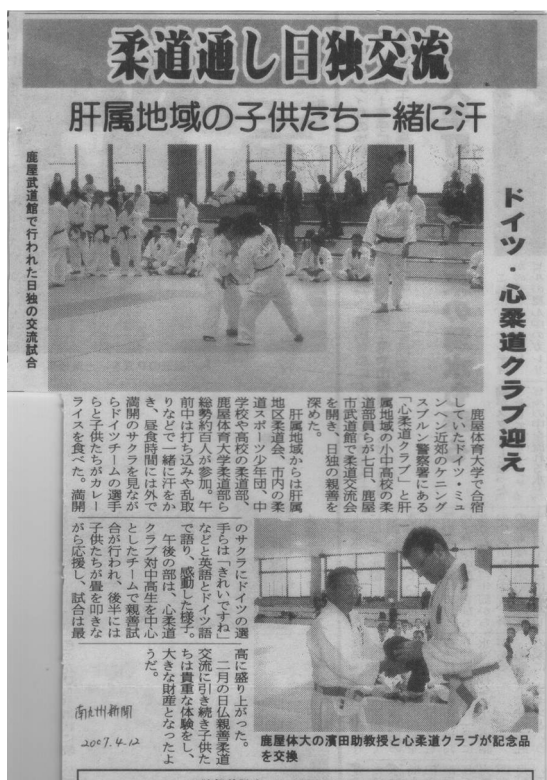 柔道通し日独交流
肝属地域の子供たち一緒に汗
ドイツ・心柔道クラブ迎え
鹿屋武道館で行われた日独の交流試合
鹿屋体育大学で合宿
していたドイツ・ミュ
ンヘン近郊のケニング
スブルン警察署にある
「心柔道クラブ」と肝
属地域の小中高校の柔
道部員らが七日、鹿屋
市武道館で柔道交流会
を開き、日独の親善を
深めた。
肝属地域からは肝属
地区柔道会、市内の柔
道スポーツ少年団、中
学校や高校の柔道部、
鹿屋体育大学柔道部ら
総勢約百人が参加。午
前中は打ち込みや乱取
りなどで一緒に汗をか
き、昼食時間には外で
満開のサクラを見なが
らドイツチームの選手
らと子供たちがカレー
ライスを食べた。満開
のサクラにドイツの選
手らは「きれいですね」
などと英語とドイツ語
で語り、感動した様子。
午後の部は、心柔道
クラブ対中高生を中心
としたチームで親善試
合が行われ、後半には
子供たちが畳を叩きな
がら応援し、試合は最
高に盛り上がった。
二月の日仏親善柔道
交流に引き続き子供た
ちは貴重な体験をし、
大きな財産となったよ
うだ。
鹿屋体大の濱田助教授と心柔道クラブが記念品
を交換
南九州新聞
2007.4.12